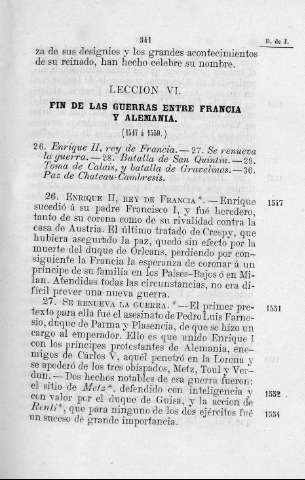 341
D. de J.
za de sus designios y los grandes acontecimientos
de su reinado, han hecho celebre su nombre.
LECCION VI.
FIN DE LAS GUERRAS ENTRE FRANCIA
Y ALEMANIA.
(1547 á 1559.)
26. Enrique II, rey de Francia.—27. Se renueva
la guerra.—28. Batalla de San Quintin.—29.
Toma de Calais, y batalla de Gravelinas.—30.
Paz de Chateau-Cambresis.
26. ENRIQUE II, REY DE FRANCIA*.—Enrique
1547
sucedió á su padre Francisco I, y fué heredero,
tanto de su corona como de su rivalidad contra la
casa de Austria. El último tratado de Crespy, que
hubiera asegurado la paz, quedó sin efecto por la
muerte del duque de Orleans, perdiendo por con-
siguiente la Francia la esperanza de coronar á un
príncipe de su familia en los Paises-Bajos ó en Mi-
lan. Atendidas todas las circunstancias, no era di-
fícil prever una nueva guerra.
27. SE RENUEVA LA GUERRA. *—El primer pre-
1551
texto para ella fué el asesinato de Pedro Luis Farne-
sio, duque de Parma y Plasencia, de que se hizo un
cargo al emperador. Ello es que unido Enrique I
con los príncipes protestantes de Alemania, ene-
migos de Carlos V, aquél penetró en la Lorena y
se apoderó de los tres obispados, Metz, Toul y Ver-
dun.—Dos hechos notables de esa guerra fueron:
el sitio de Metz*, defendido con inteligencia y
1552
con valor por el duque de Guisa, y la accion de
Renti*, que para ninguno de los dos ejércitos fué
1554
un suceso de grande importancia.